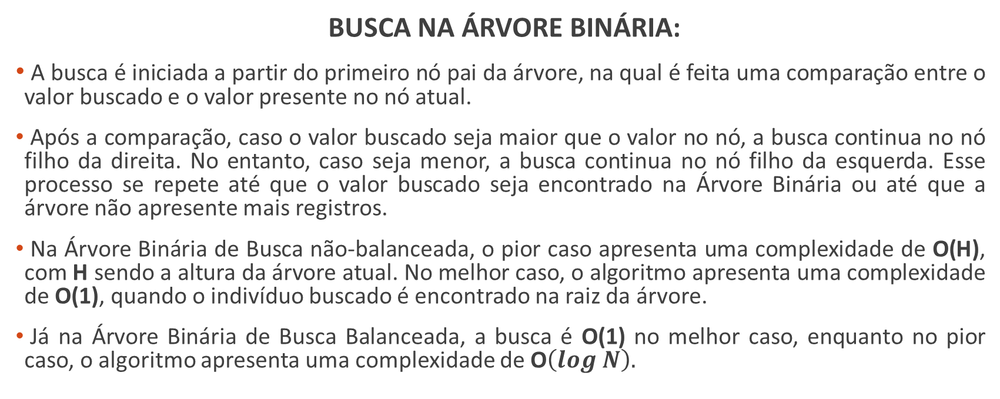 BUSCA NA ÁRVORE BINÁRIA:
• A busca é iniciada a partir do primeiro nó pai da árvore, na qual é feita uma comparação entre o
valor buscado e o valor presente no nó atual.
• Após a comparação, caso o valor buscado seja maior que o valor no nó, a busca continua no nó
filho da direita. No entanto, caso seja menor, a busca continua no nó filho da esquerda. Esse
processo se repete até que o valor buscado seja encontrado na Árvore Binária ou até que a
árvore não apresente mais registros.
• Na Árvore Binária de Busca não-balanceada, o pior caso apresenta uma complexidade de O(H),
com H sendo a altura da árvore atual. No melhor caso, o algoritmo apresenta uma complexidade
de O(1), quando o indivíduo buscado é encontrado na raiz da árvore.
• Já na Árvore Binária de Busca Balanceada, a busca é O(1) no melhor caso, enquanto no pior
caso, o algoritmo apresenta uma complexidade de O(log N).